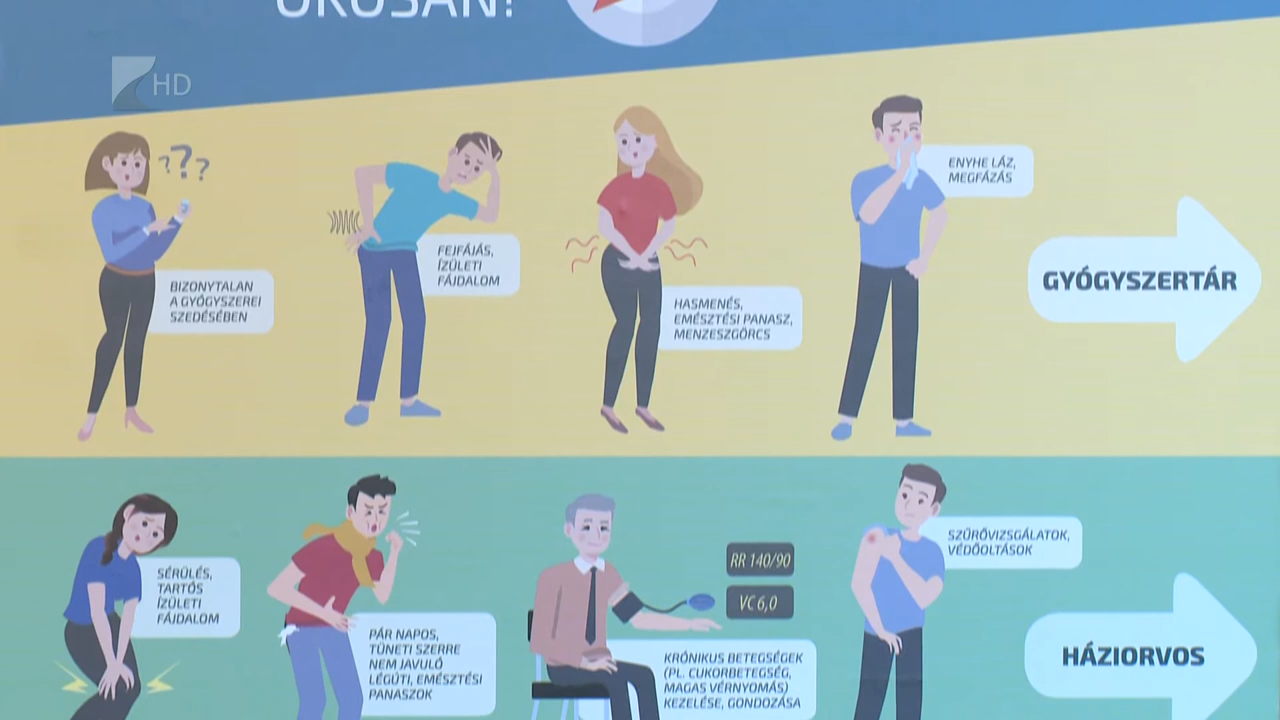 OKOSAN!
HD
???
BIZONYTALAN
A GYÓGYSZEREI
SZEDÉSÉBEN
FEJFÁJÁS,
ÍZÜLETI
FÁJDALOM
HASMENÉS,
EMÉSZTÉSI PANASZ,
MENZESZGÖRCS
ENYHE LÁZ,
MEGFÁZÁS
GYÓGYSZERTÁR
SÉRÜLÉS,
TARTÓS
ÍZÜLETI
FÁJDALOM
PÁR NAPOS,
TÜNETI SZERRE
NEM JAVULÓ
LÉGÚTI, EMÉSZTÉSI
PANASZOK
RR 140/90
VC 6,0
KRÓNIKUS BETEGSÉGEK
(PL. CUKORBETEGSÉG,
MAGAS VÉRNYOMÁS)
KEZELÉSE, GONDOZÁSA
SZŰRŐVIZSGÁLATOK,
VÉDŐOLTÁSOK
HÁZIORVOS